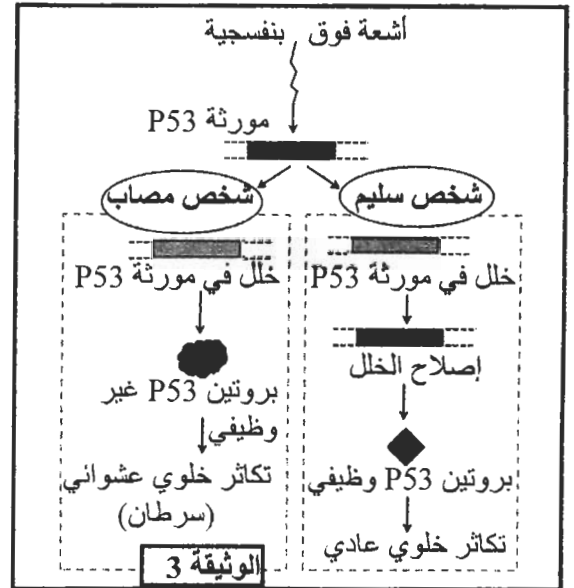 أشعة فوق بنفسجية
مورثة P53
شخص سليم
خلل في مورثة P53
إصلاح الخلل
بروتين P53 وظيفي
تكاثر خلوي عادي
شخص مصاب
خلل في مورثة P53
بروتين P53 غير
وظيفي
تكاثر خلوي عشوائي
(سرطان)
الوثيقة 3